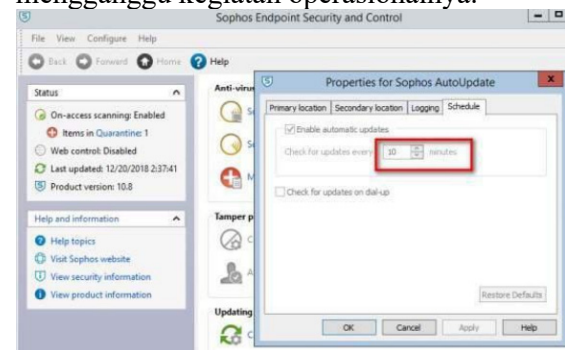 mengganggu kegiatan operasionalnya.
Sophos Endpoint Security and Control
File View Configure Help
Back Forward Home Help
Status
On-access scanning: Enabled
Items in Quarantine: 1
Web control: Disabled
Last updated: 12/20/2018 2:37:41
Product version: 10.8
Help and information
Help topics
Visit Sophos website
View security information
View product information
Anti-virus
Tamper p
Updating
Properties for Sophos AutoUpdate
Primary location Secondary location Logging Schedule
Enable automatic updates
Check for updates every 10 minutes
Check for updates on dial-up
Restore Defaults
OK Cancel Apply Help